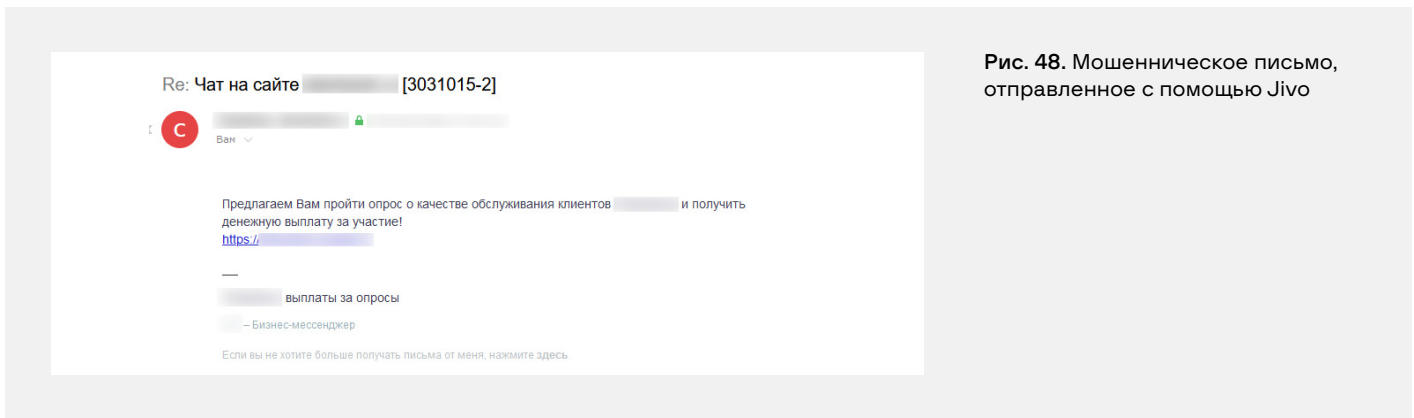 Re: Чат на сайте [3031015-2]
С
Вам
Предлагаем Вам пройти опрос о качестве обслуживания клиентов и получить
денежную выплату за участие!
https://
—
выплаты за опросы
– Бизнес-мессенджер
Если вы не хотите больше получать письма от меня, нажмите здесь
Рис. 48. Мошенническое письмо,
отправленное с помощью Jivo